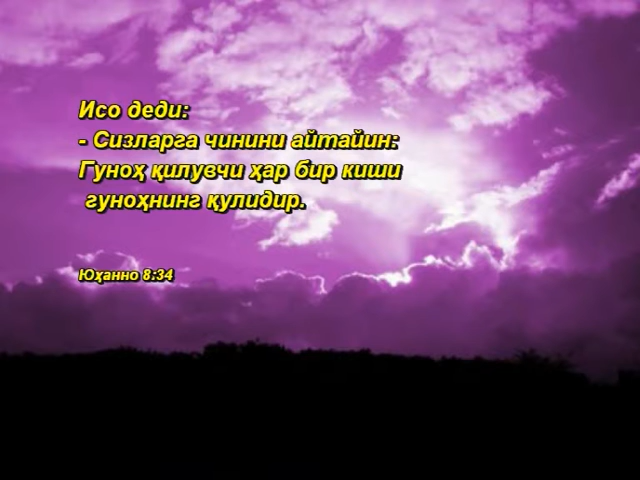 Исо деди:
- Сизларга чинини айтайин:
Гуноҳ қилувчи ҳар бир киши
гуноҳнинг қулидир.
Юҳанно 8:34